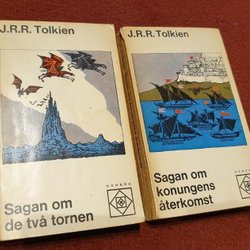 J.R.R. Tolkien
Sagan om
de två tornen
J.R.R. Tolkien
Sagan om
konungens
återkomst